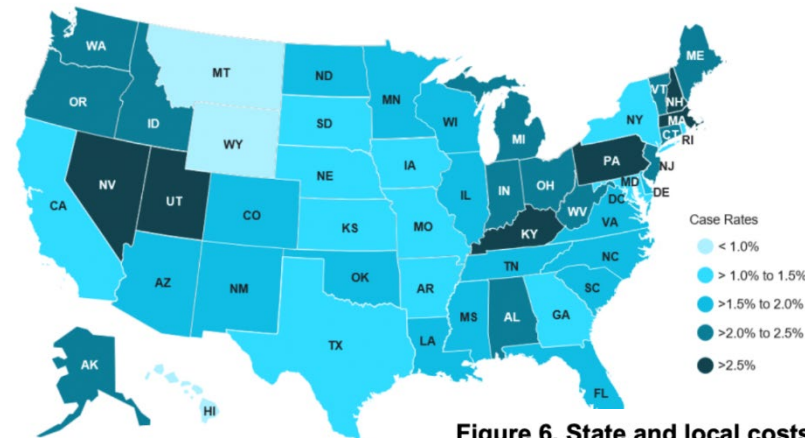 WA
MT
ND
ME
OR
ID
WY
SD
MN
WI
MI
VT
NH
NY
MA
CT
RI
NV
UT
CO
NE
IA
IL
IN
OH
PA
NJ
CA
KS
MO
KY
WV
MD
DE
DC
VA
AZ
NM
OK
AR
TN
NC
SC
TX
LA
MS
AL
GA
FL
AK
HI
Case Rates
< 1.0%
> 1.0% to 1.5%
>1.5% to 2.0%
>2.0% to 2.5%
>2.5%
Figure 6. State and local costs